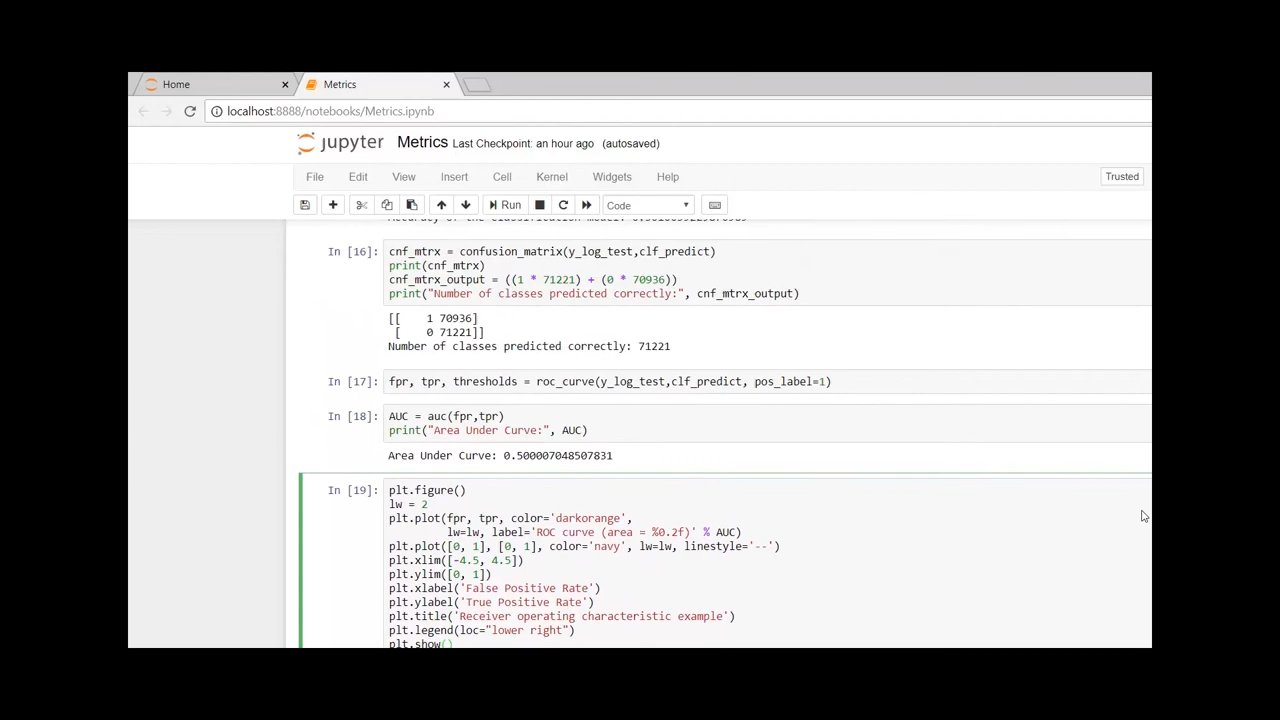 Home
Metrics
localhost:8888/notebooks/Metrics.ipynb
jupyter Metrics Last Checkpoint: an hour ago (autosaved)
File Edit View Insert Cell Kernel Widgets Help Trusted
Run Code
In [16]: cnf_mtrx = confusion_matrix(y_log_test,clf_predict)
print(cnf_mtrx)
cnf_mtrx_output = ((1 * 71221) + (0 * 70936))
print("Number of classes predicted correctly:", cnf_mtrx_output)
[[ 1 70936]
[ 0 71221]]
Number of classes predicted correctly: 71221
In [17]: fpr, tpr, thresholds = roc_curve(y_log_test,clf_predict, pos_label=1)
In [18]: AUC = auc(fpr,tpr)
print("Area Under Curve:", AUC)
Area Under Curve: 0.500007048507831
In [19]: plt.figure()
lw = 2
plt.plot(fpr, tpr, color='darkorange',
lw=lw, label='ROC curve (area = %0.2f)' % AUC)
plt.plot([0, 1], [0, 1], color='navy', lw=lw, linestyle='--')
plt.xlim([-4.5, 4.5])
plt.ylim([0, 1])
plt.xlabel('False Positive Rate')
plt.ylabel('True Positive Rate')
plt.title('Receiver operating characteristic example')
plt.legend(loc="lower right")
plt.show()